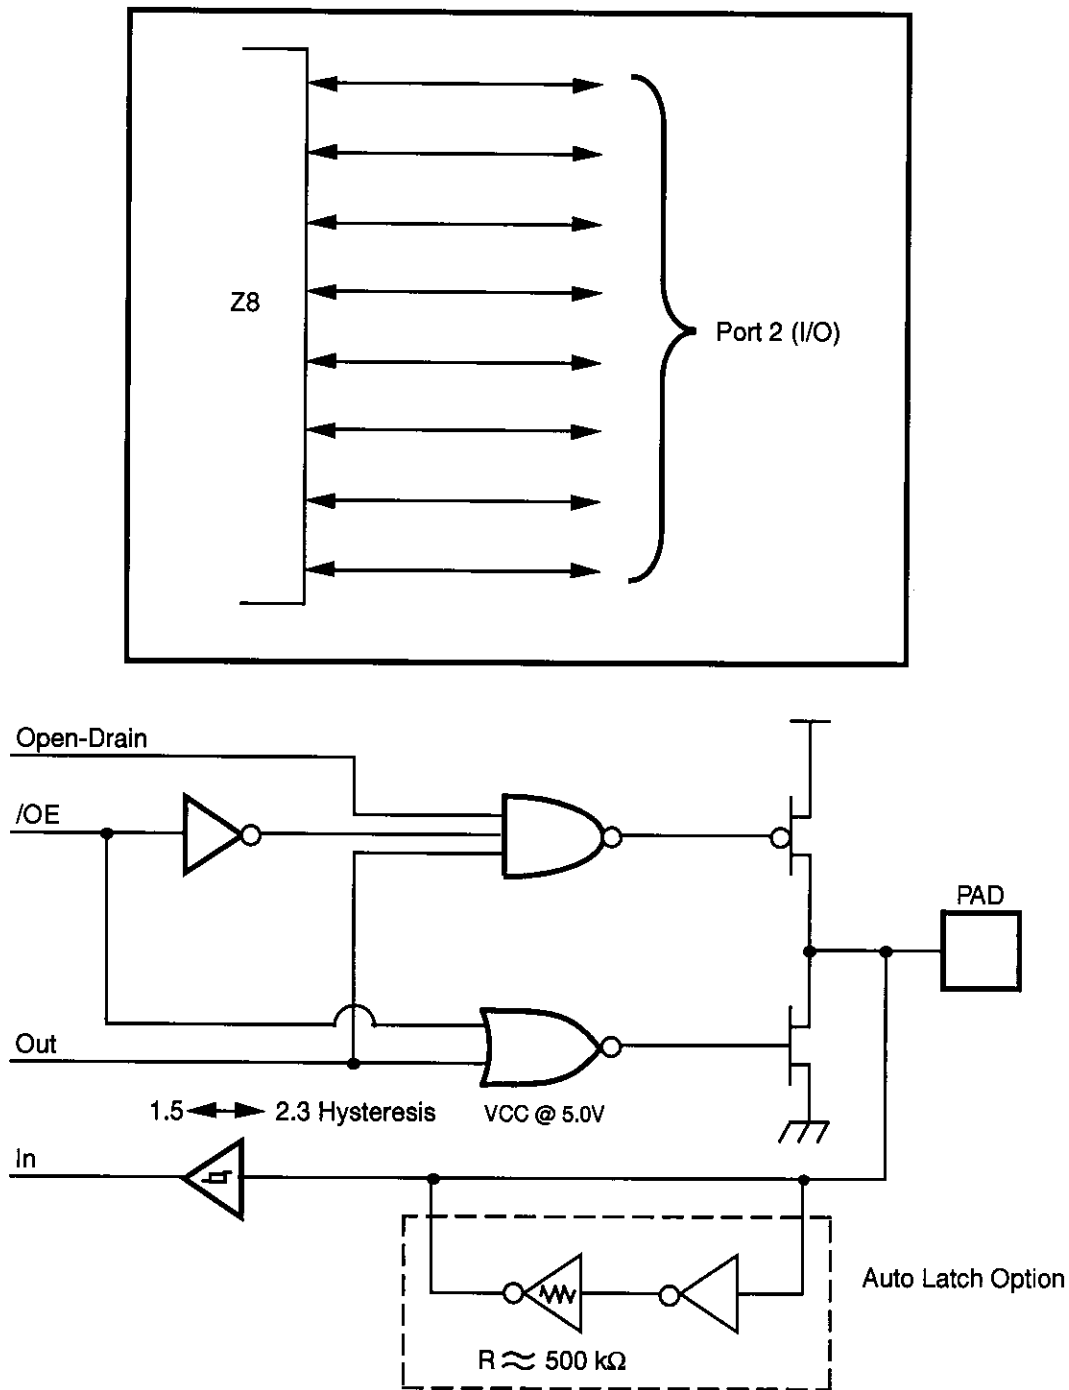 Z8
Port 2 (I/O)
Open-Drain
/OE
PAD
Out
1.5 2.3 Hysteresis
VCC @ 5.0V
In
Auto Latch Option
R ≈ 500 kΩ